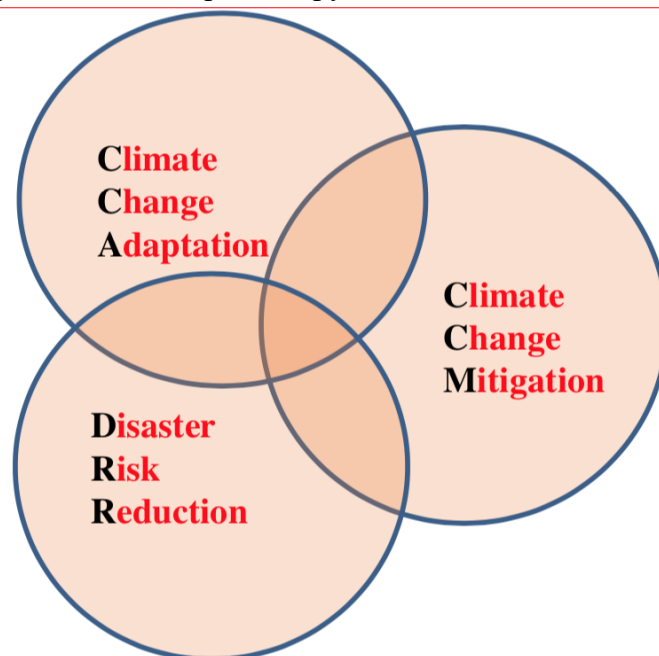 Climate
Change
Adaptation
Climate
Change
Mitigation
Disaster
Risk
Reduction